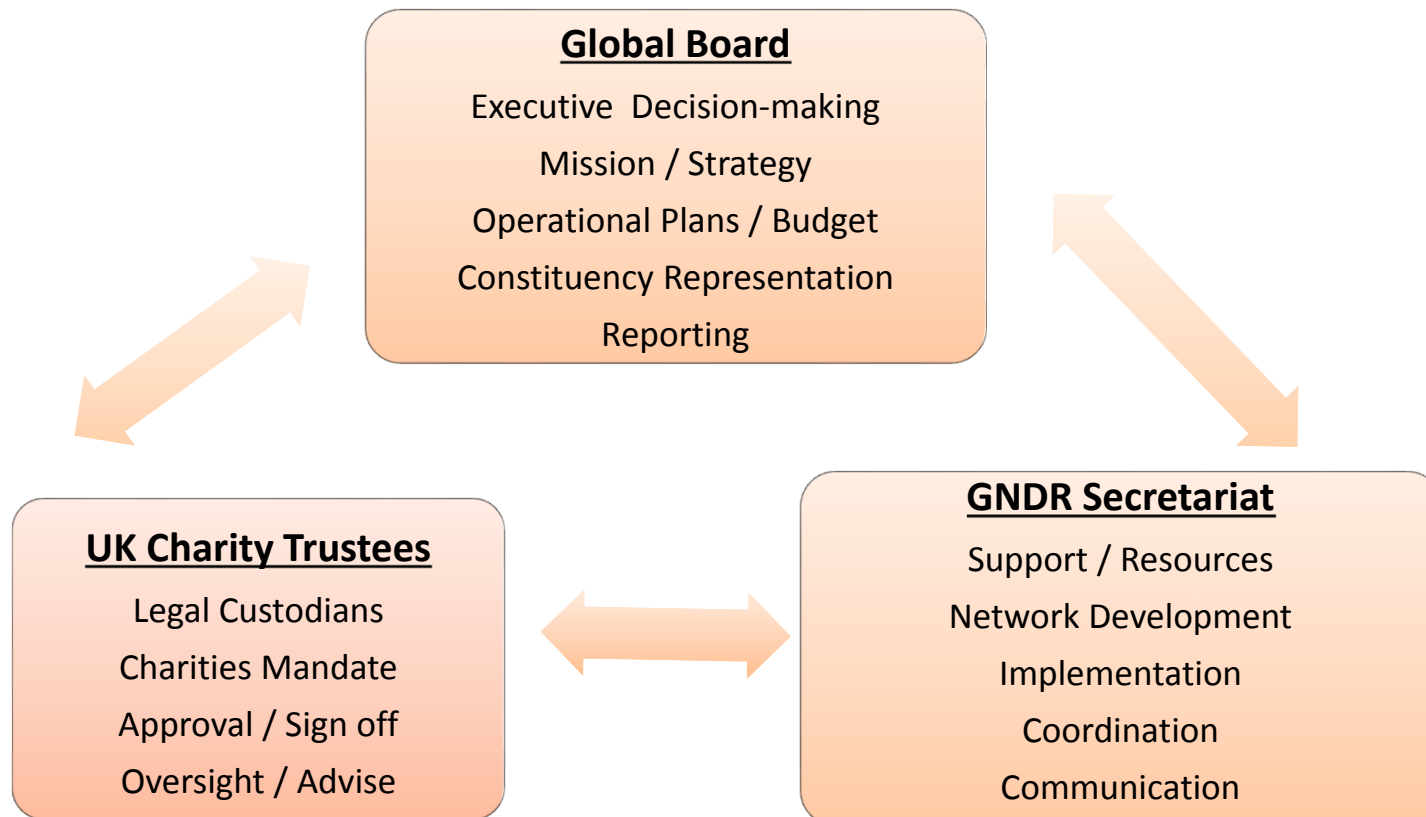 Global Board
Executive  Decision-making
Mission / Strategy
Operational Plans / Budget
Constituency Representation
Reporting
UK Charity Trustees
Legal Custodians
Charities Mandate
Approval / Sign off
Oversight / Advise
GNDR Secretariat
Support / Resources
Network Development
Implementation
Coordination
Communication